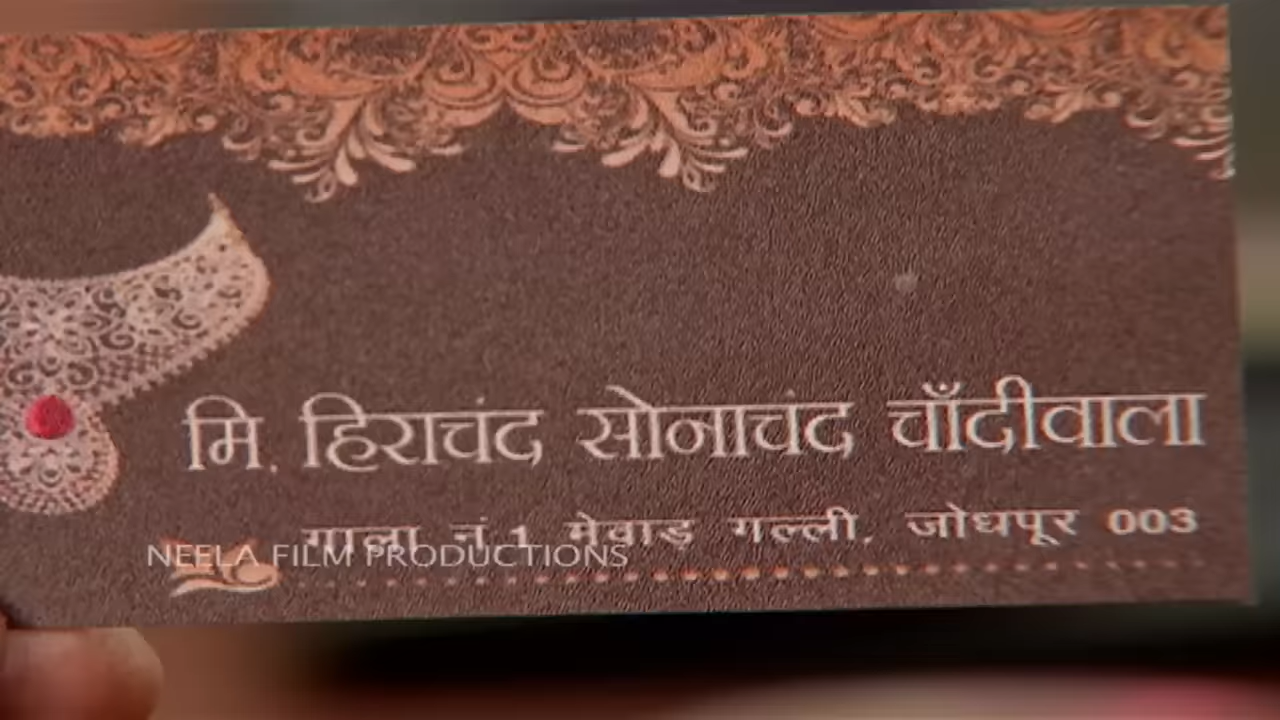 मि. हिराचंद सोनाचंद चाँदीवाला
गाला नं 1 मेवाड़ गल्ली, जोधपूर 003
NEELA FILM PRODUCTIONS